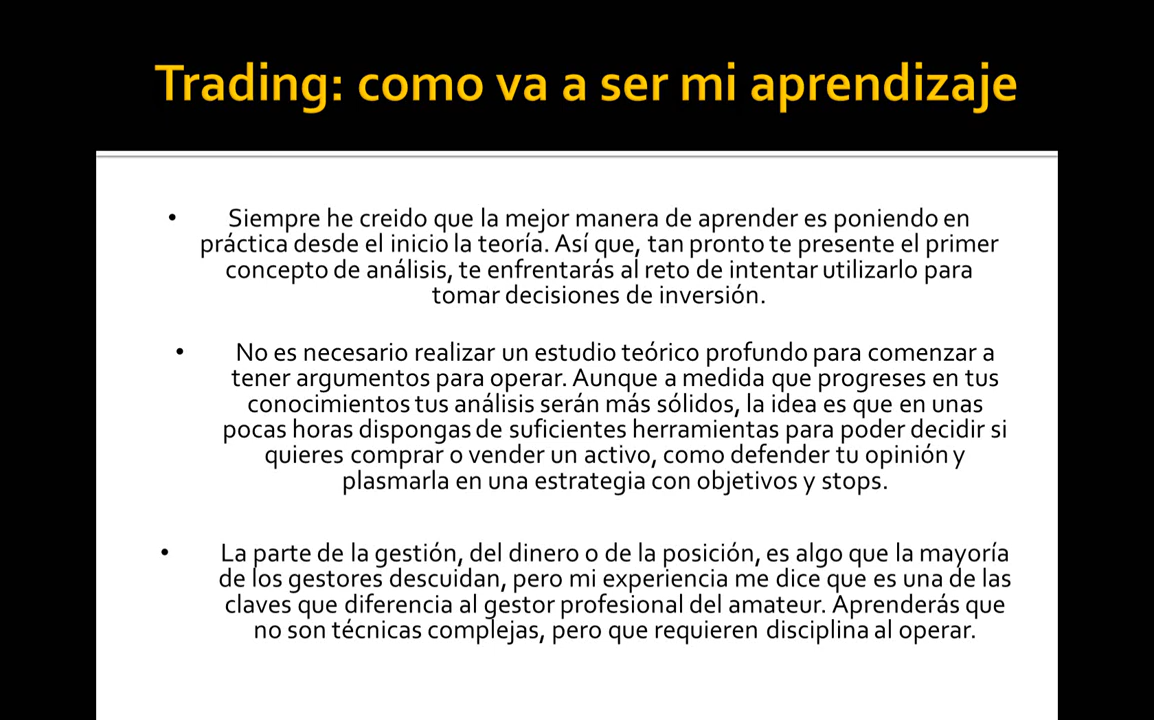 Trading: como va a ser mi aprendizaje
• Siempre he creido que la mejor manera de aprender es poniendo en
práctica desde el inicio la teoría. Así que, tan pronto te presente el primer
concepto de análisis, te enfrentarás al reto de intentar utilizarlo para
tomar decisiones de inversión.
• No es necesario realizar un estudio teórico profundo para comenzar a
tener argumentos para operar. Aunque a medida que progreses en tus
conocimientos tus análisis serán más sólidos, la idea es que en unas
pocas horas dispongas de suficientes herramientas para poder decidir si
quieres comprar o vender un activo, como defender tu opinión y
plasmarla en una estrategia con objetivos y stops.
• La parte de la gestión, del dinero o de la posición, es algo que la mayoría
de los gestores descuidan, pero mi experiencia me dice que es una de las
claves que diferencia al gestor profesional del amateur. Aprenderás que
no son técnicas complejas, pero que requieren disciplina al operar.